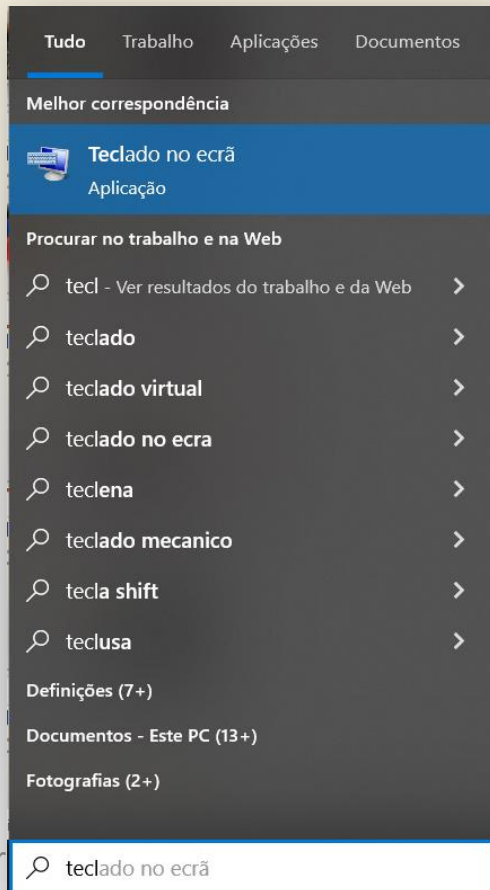 Tudo Trabalho Aplicações Documentos
Melhor correspondência
Teclado no ecrã
Aplicação
Procurar no trabalho e na Web
tecl - Ver resultados do trabalho e da Web
teclado
teclado virtual
teclado no ecra
teclena
teclado mecanico
tecla shift
teclusa
Definições (7+)
Documentos - Este PC (13+)
Fotografias (2+)
teclado no ecrã